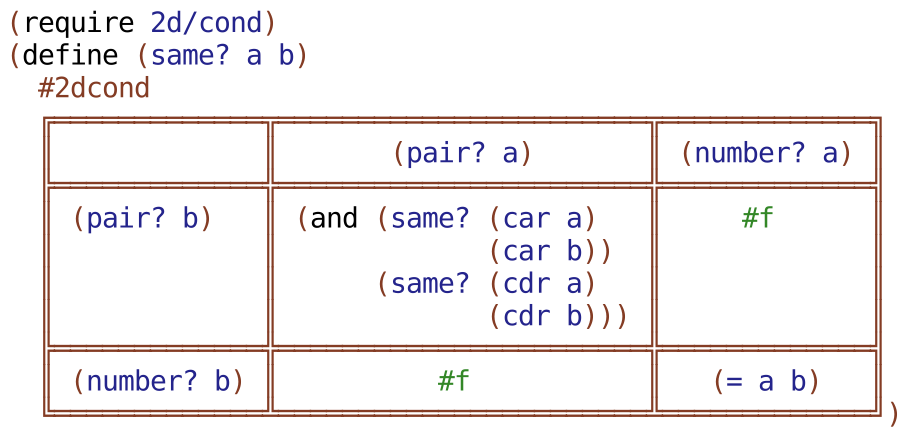 (require 2d/cond)
(define (same? a b)
#2dcond
(pair? a) (number? a)
(pair? b) (and (same? (car a) #f
(car b))
(same? (cdr a)
(cdr b)))
(number? b) #f (= a b)
)